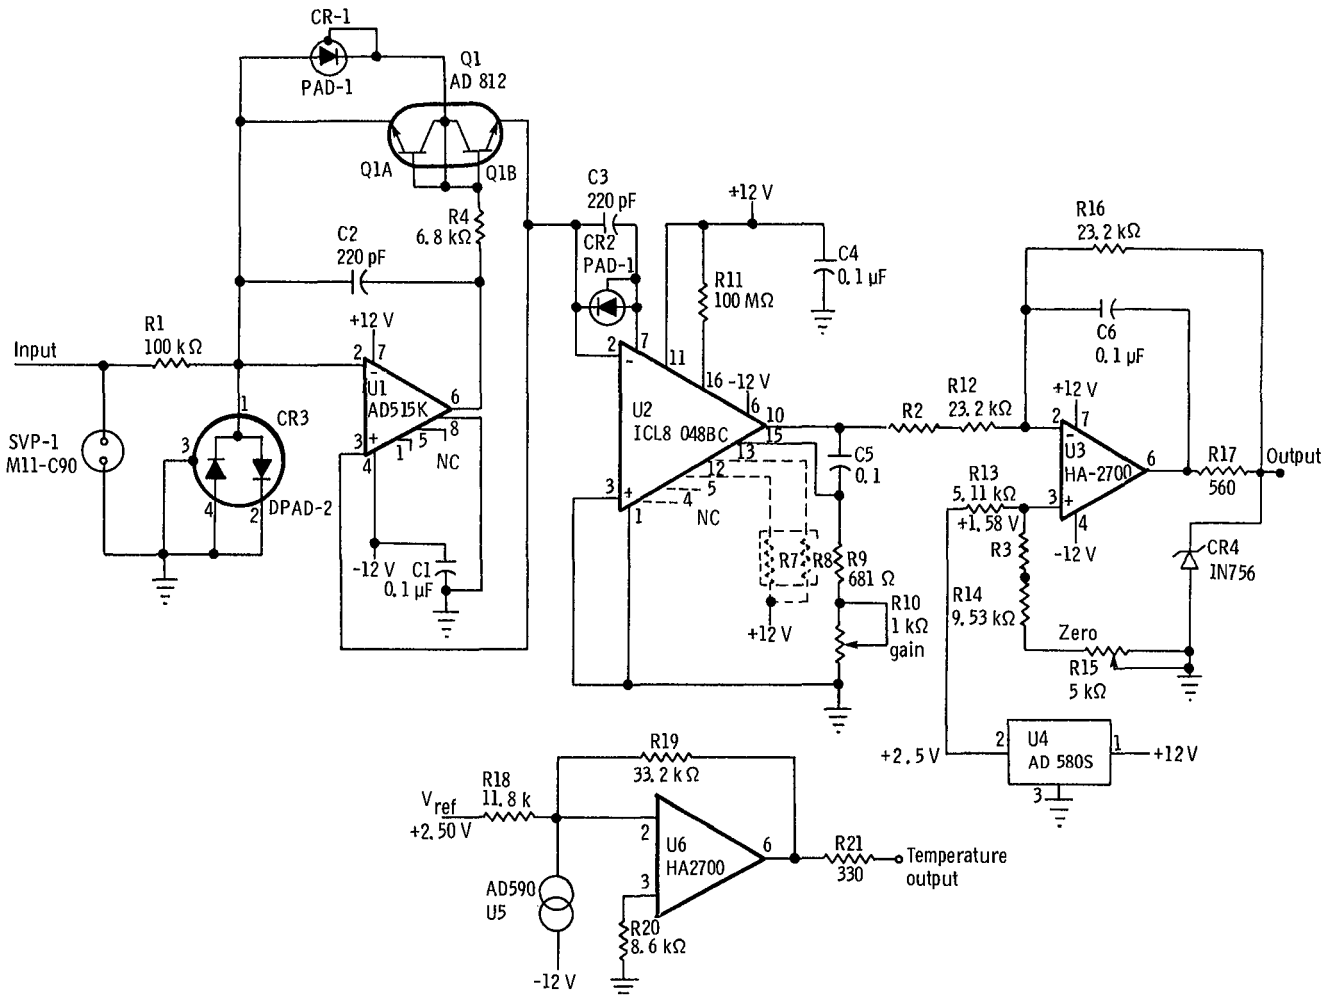 CR-1
PAD-1
Q1
AD 812
Q1A
Q1B
R4
6.8 kΩ
C2
220 pF
+12 V
R1
100 kΩ
Input
2
7
-
U1
AD515K
6
8
5
1
NC
3
+
4
SVP-1
M11-C90
1
CR3
3
4
2
DPAD-2
-12 V
C1
0.1 μF
C3
220 pF
CR2
PAD-1
+12 V
C4
0.1 μF
R11
100 MΩ
2
7
11
16
-12 V
6
-
U2
ICL8 048BC
10
15
13
12
5
4
NC
3
+
1
C5
0.1
R7
R8
R9
681 Ω
+12 V
R10
1 kΩ
gain
R2
R12
23.2 kΩ
R16
23.2 kΩ
C6
0.1 μF
+12 V
2
7
-
U3
HA-2700
6
3
+
4
-12 V
R17
560
Output
R13
5.11 kΩ
+1.58 V
R3
R14
9.53 kΩ
Zero
R15
5 kΩ
CR4
1N756
+2.5 V
2
U4
AD 580S
1
+12 V
3
R19
33.2 kΩ
R18
11.8 k
Vref
+2.50 V
2
U6
HA2700
6
3
R21
330
Temperature
output
AD590
U5
R20
8.6 kΩ
-12 V